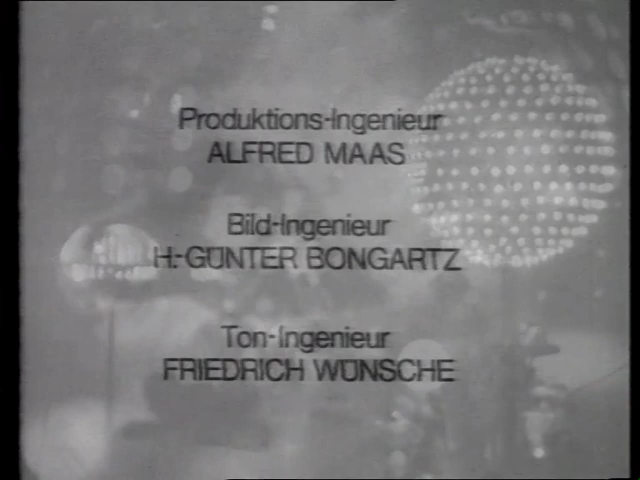 Produktions-Ingenieur
ALFRED MAAS
Bild-Ingenieur
H.-GÜNTER BONGARTZ
Ton-Ingenieur
FRIEDRICH WÜNSCHE